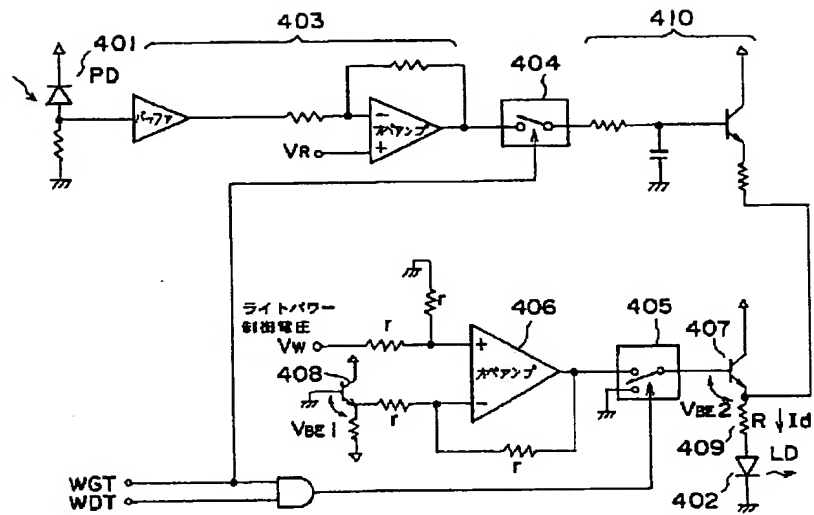 401
PD
403
バッファ
オペアンプ
-
+
VR
404
410
ライトパワー
制御電圧
VW
r
r
408
VBE1
r
406
オペアンプ
+
-
r
405
407
VBE2
R ↓Id
409
LD
402
WGT
WDT